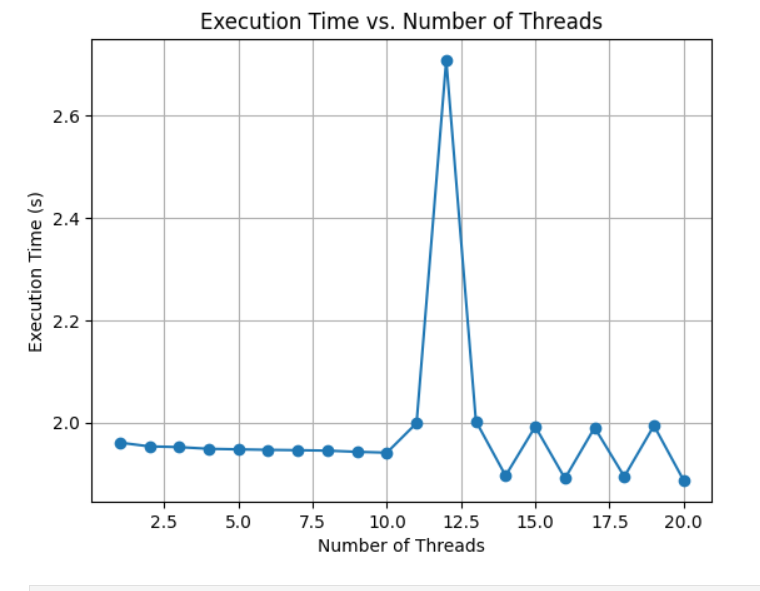 Execution Time vs. Number of Threads
Execution Time (s)
2.6
2.4
2.2
2.0
2.5 5.0 7.5 10.0 12.5 15.0 17.5 20.0
Number of Threads